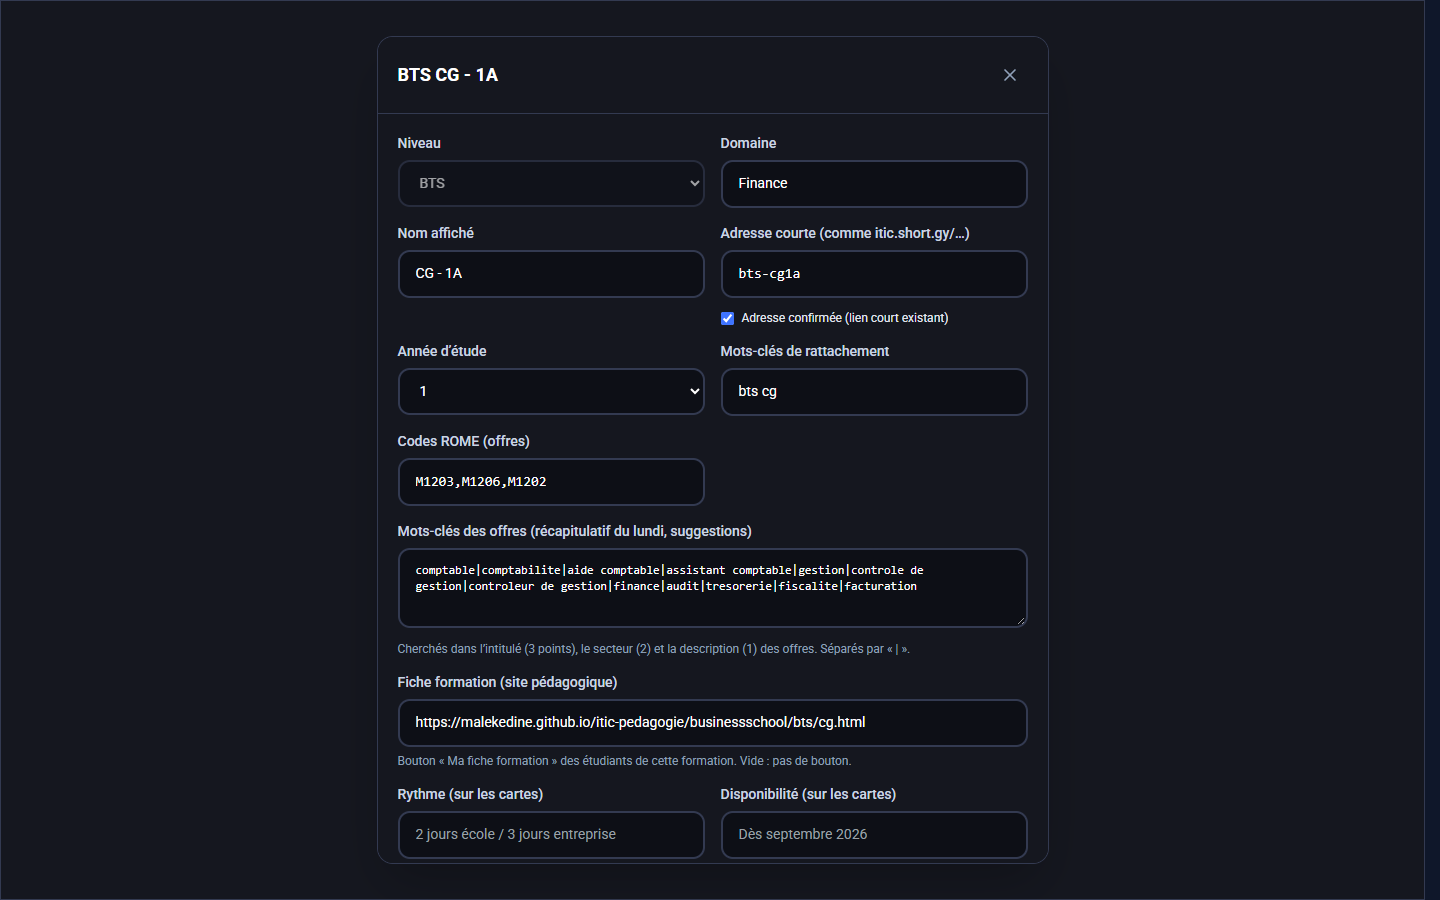 BTS CG - 1A
Niveau
Domaine
BTS
Finance
Nom affiché
Adresse courte (comme itic.short.gy/…)
CG - 1A
bts-cg1a
Adresse confirmée (lien court existant)
Année d’étude
Mots-clés de rattachement
1
bts cg
Codes ROME (offres)
M1203,M1206,M1202
Mots-clés des offres (récapitulatif du lundi, suggestions)
comptable|comptabilite|aide comptable|assistant comptable|gestion|controle de
gestion|controleur de gestion|finance|audit|tresorerie|fiscalite|facturation
Cherchés dans l’intitulé (3 points), le secteur (2) et la description (1) des offres. Séparés par « | ».
Fiche formation (site pédagogique)
https://malekedine.github.io/itic-pedagogie/businessschool/bts/cg.html
Bouton « Ma fiche formation » des étudiants de cette formation. Vide : pas de bouton.
Rythme (sur les cartes)
Disponibilité (sur les cartes)
2 jours école / 3 jours entreprise
Dès septembre 2026